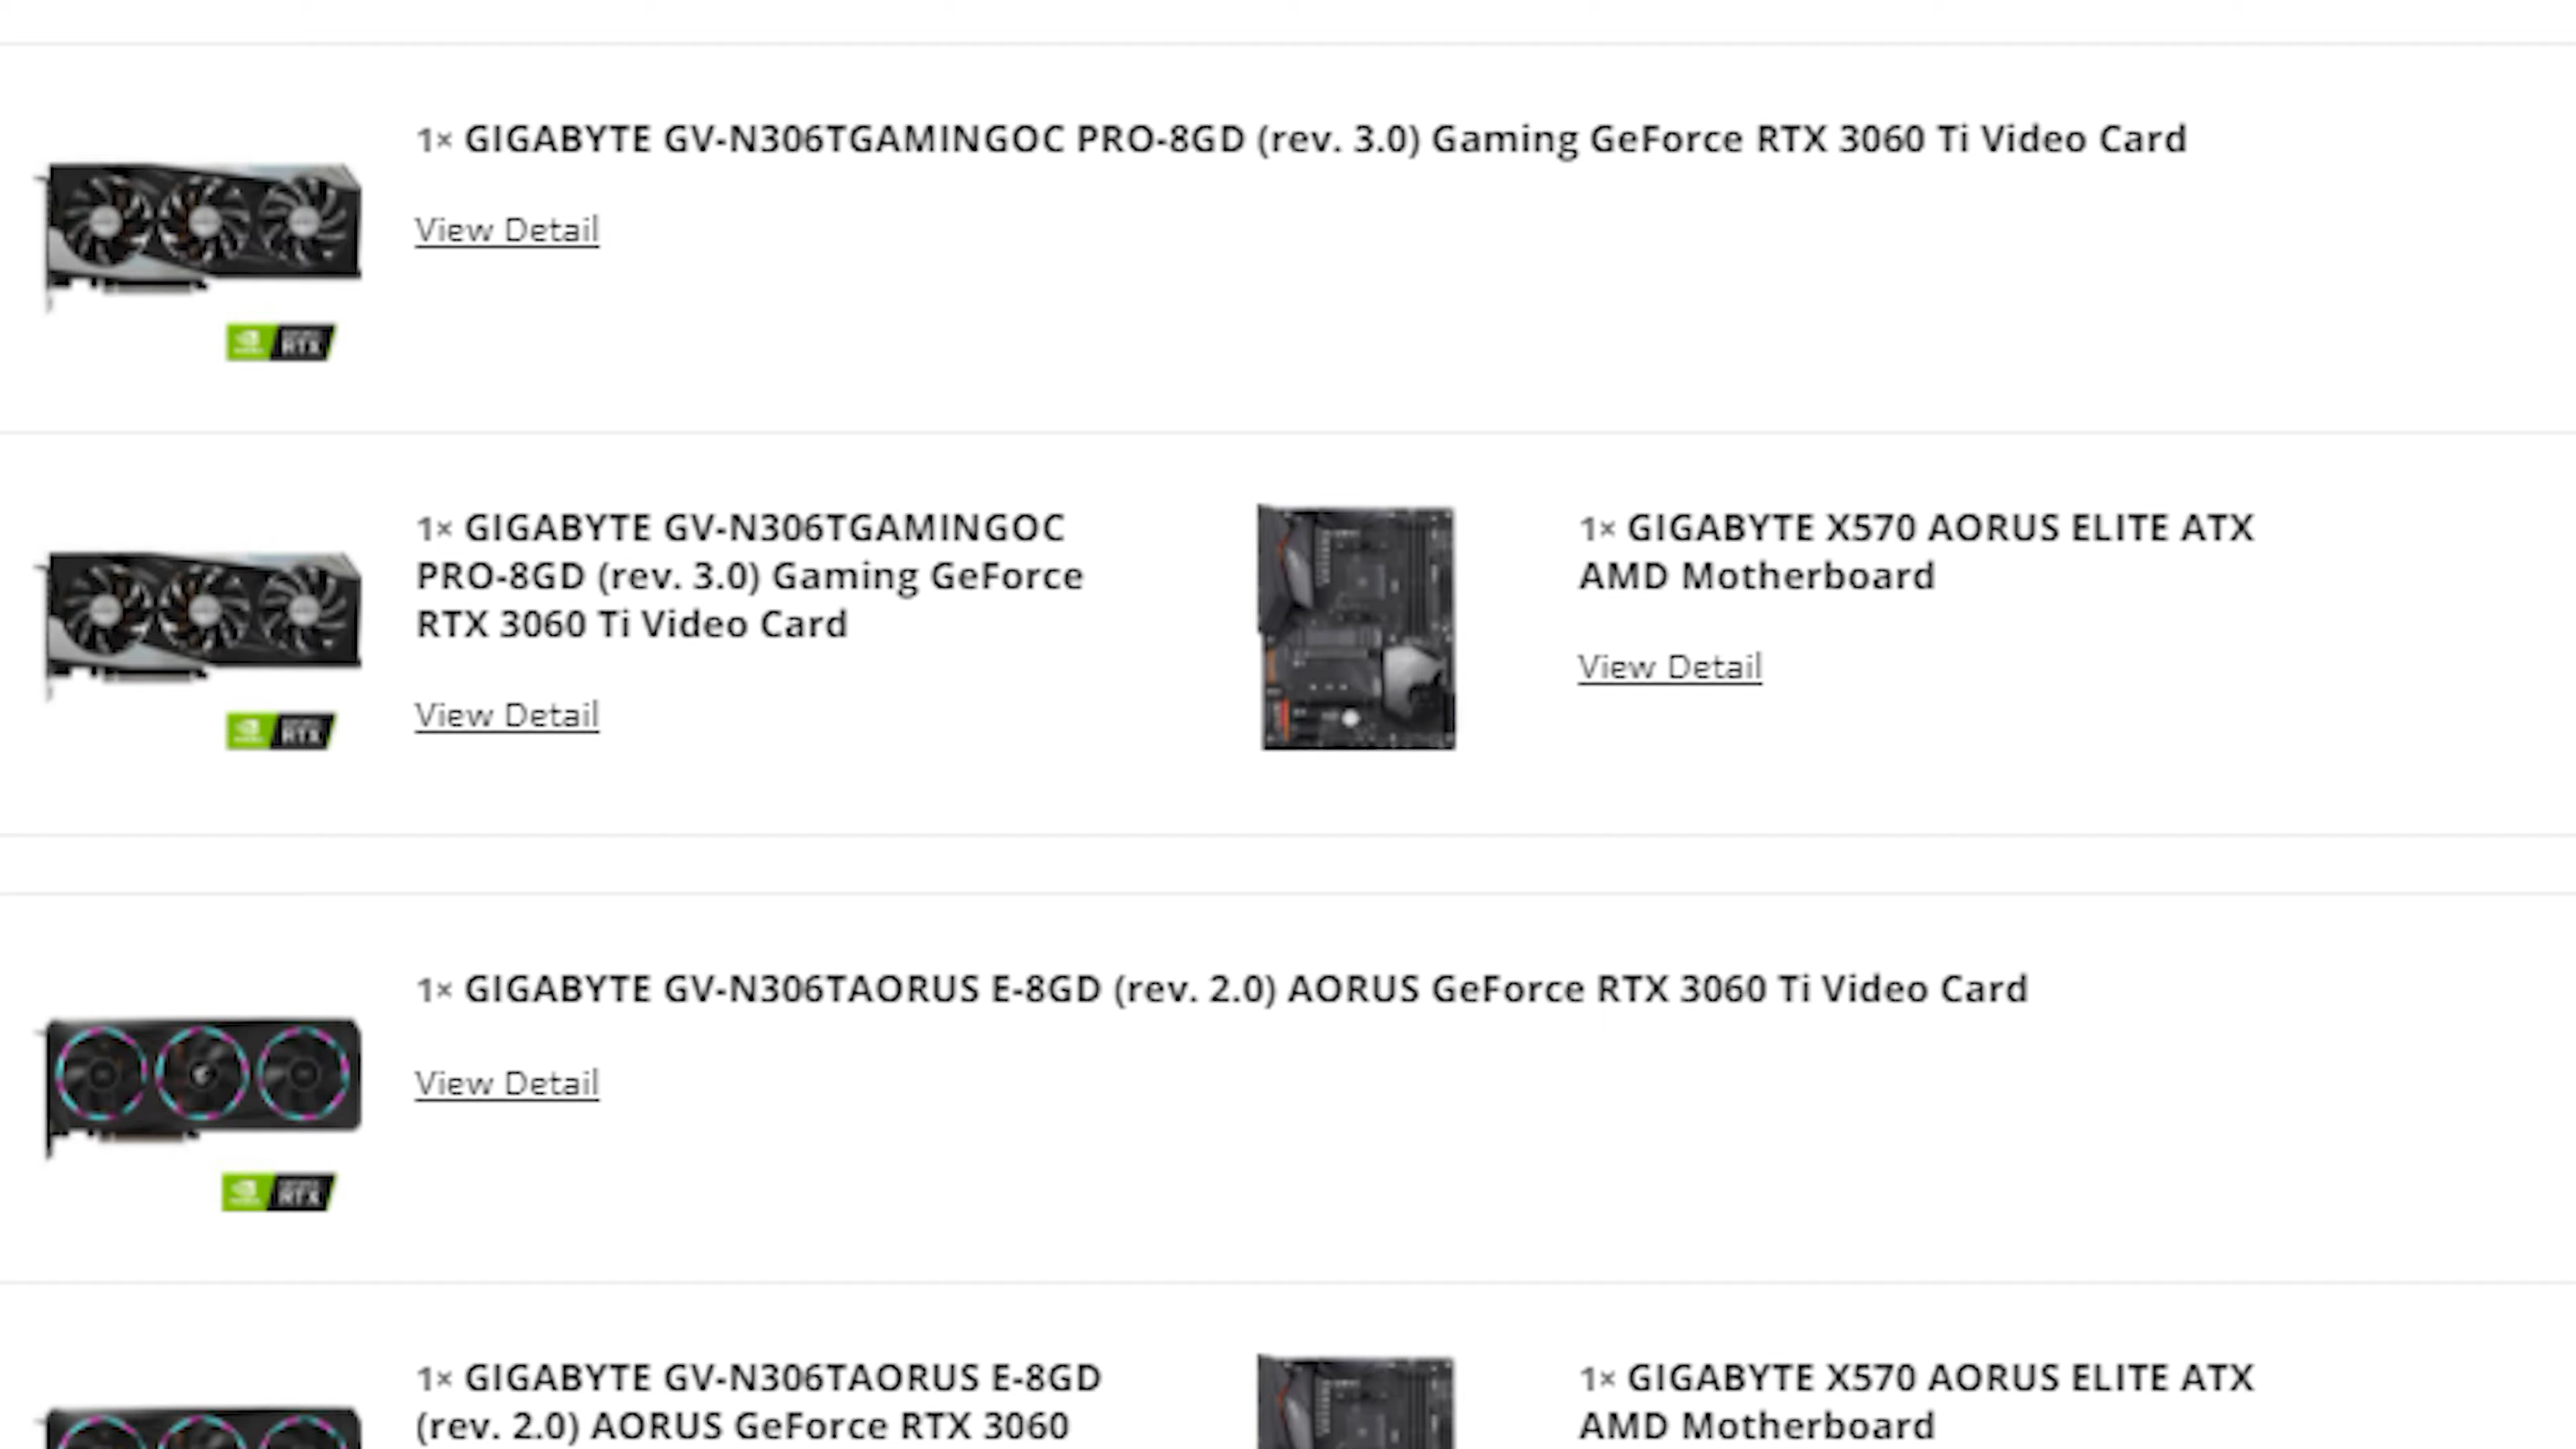 1× GIGABYTE GV-N306TGAMINGOC PRO-8GD (rev. 3.0) Gaming GeForce RTX 3060 Ti Video Card
View Detail
RTX
1× GIGABYTE GV-N306TGAMINGOC
PRO-8GD (rev. 3.0) Gaming GeForce
RTX 3060 Ti Video Card
View Detail
RTX
1× GIGABYTE X570 AORUS ELITE ATX
AMD Motherboard
View Detail
1× GIGABYTE GV-N306TAORUS E-8GD (rev. 2.0) AORUS GeForce RTX 3060 Ti Video Card
View Detail
RTX
1× GIGABYTE GV-N306TAORUS E-8GD
(rev. 2.0) AORUS GeForce RTX 3060
1× GIGABYTE X570 AORUS ELITE ATX
AMD Motherboard